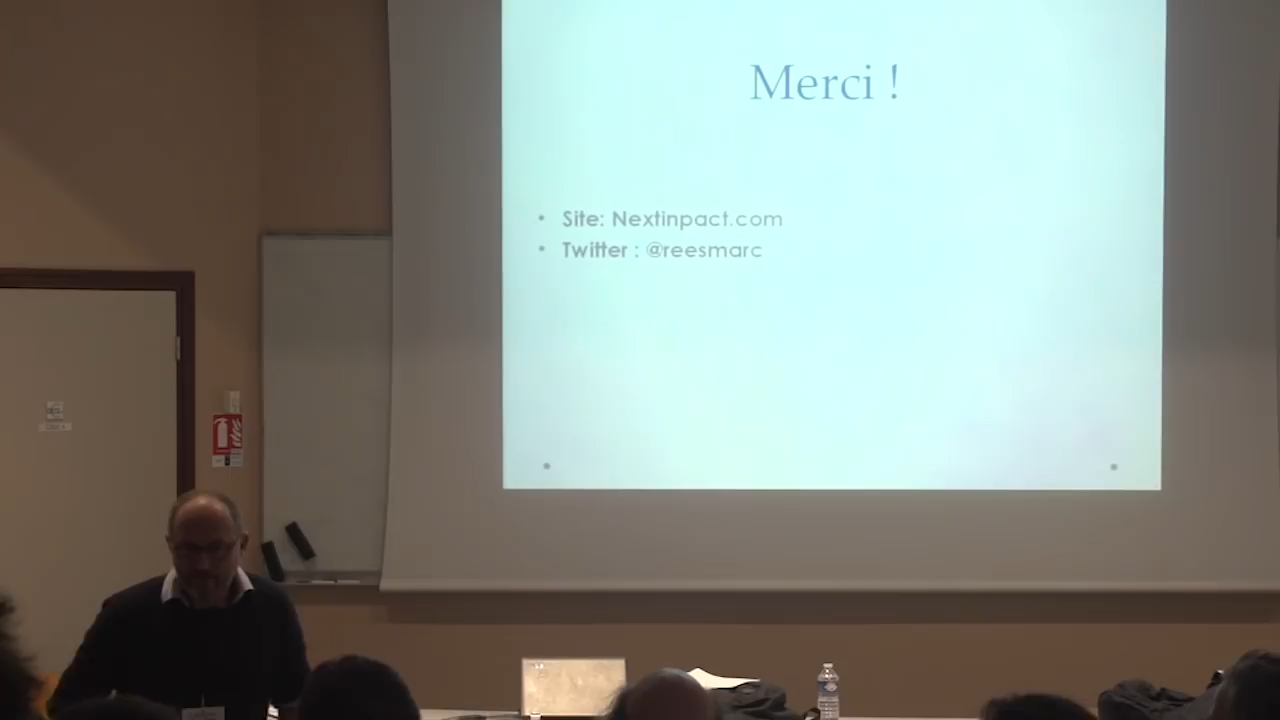 Merci !
• Site: Nextinpact.com
• Twitter : @reesmarc